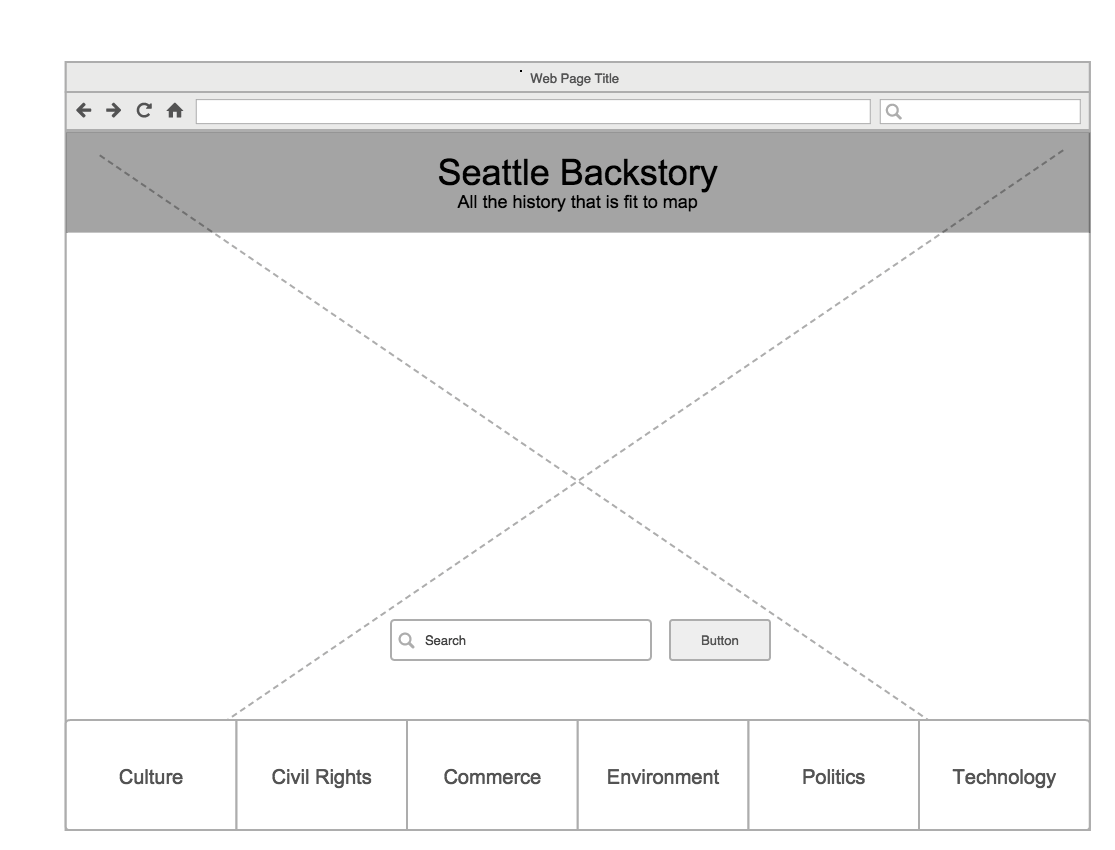 Web Page Title
Seattle Backstory
All the history that is fit to map
Search
Button
Culture
Civil Rights
Commerce
Environment
Politics
Technology